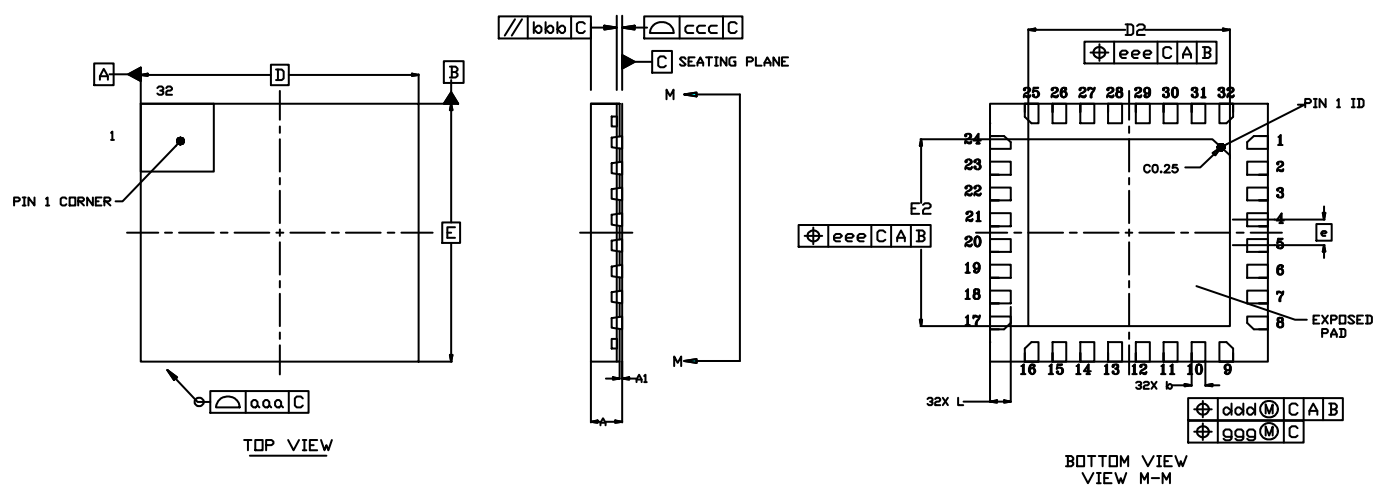 // bbb C
⌓ ccc C
C SEATING PLANE
A
D
B
32
1
PIN 1 CORNER
E
⌓ aaa C
TOP VIEW
M
M
A1
A
D2
⌖ eee C A B
25 26 27 28 29 30 31 32
PIN 1 ID
24
23
22
21
20
19
18
17
1
2
3
4
5
6
7
8
C0.25
E2
⌖ eee C A B
e
EXPOSED
PAD
16 15 14 13 12 11 10 9
32X b
32X L
⌖ ddd Ⓜ C A B
⌖ ggg Ⓜ C
BOTTOM VIEW
VIEW M-M